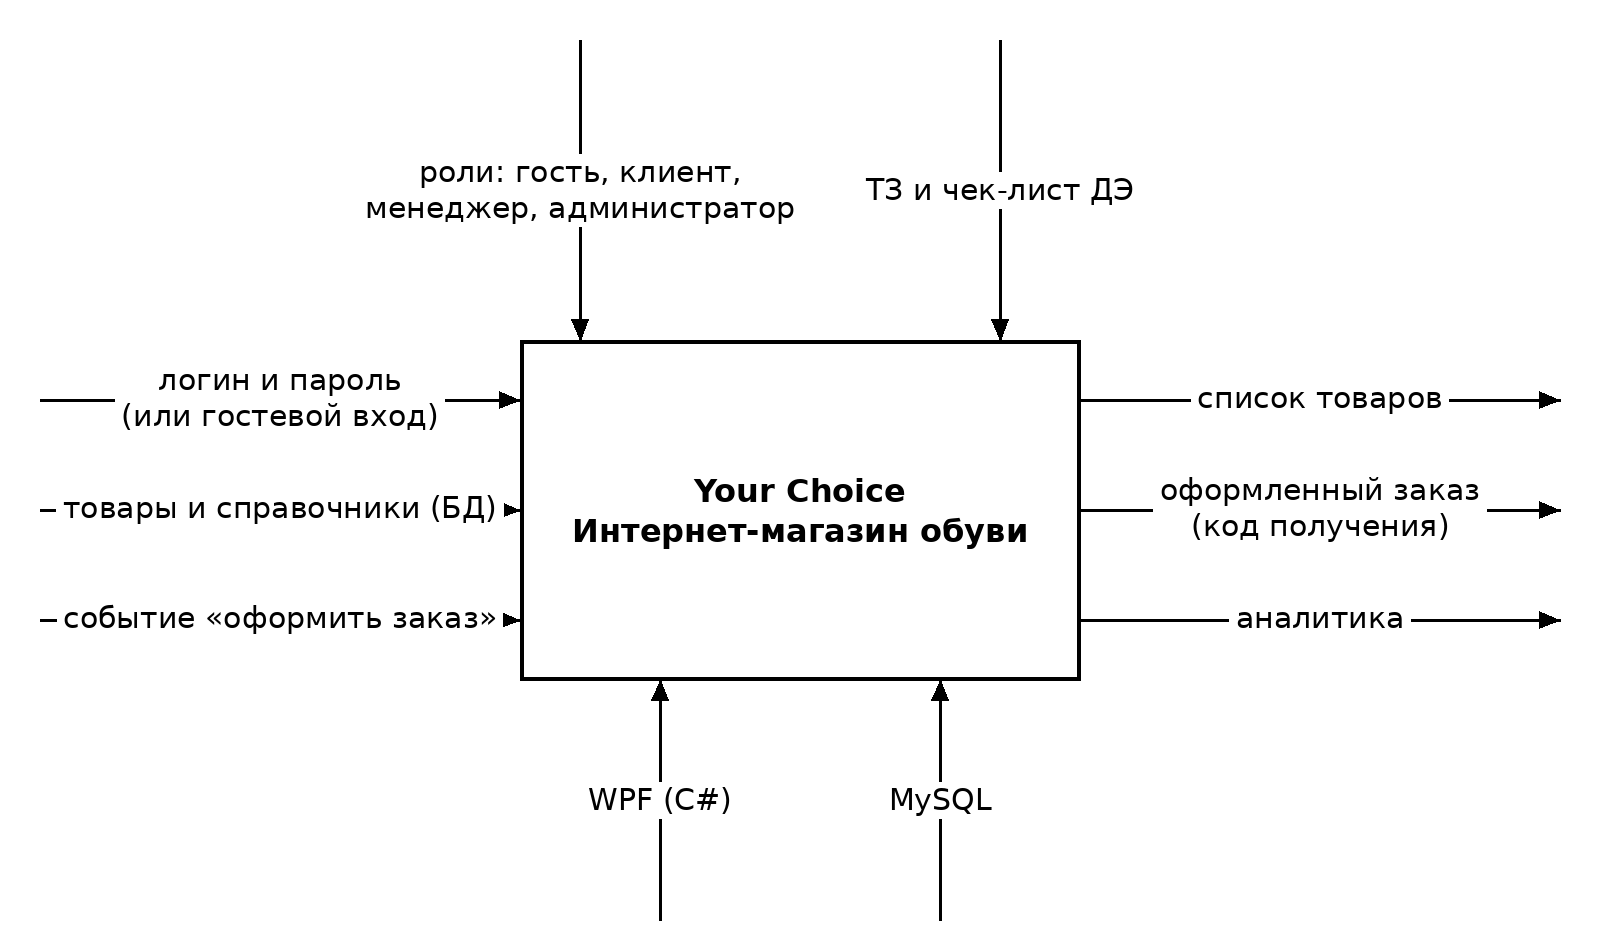 роли: гость, клиент,
менеджер, администратор
ТЗ и чек-лист ДЭ
логин и пароль
(или гостевой вход)
товары и справочники (БД)
событие «оформить заказ»
Your Choice
Интернет-магазин обуви
список товаров
оформленный заказ
(код получения)
аналитика
WPF (C#)
MySQL